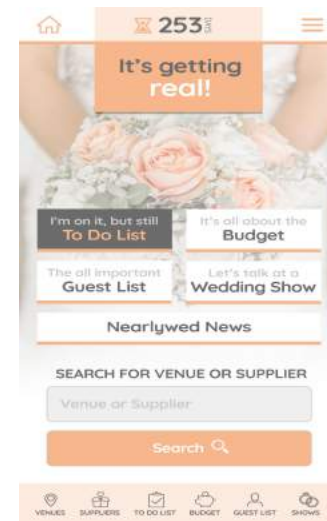 253 DAYS
It's getting
real!
I'm on it, but still
To Do List
It's all about the
Budget
The all important
Guest List
Let's talk at a
Wedding Show
Nearlywed News
SEARCH FOR VENUE OR SUPPLIER
Venue or Supplier
Search
VENUES SUPPLIERS TO DO LIST BUDGET GUEST LIST SHOWS